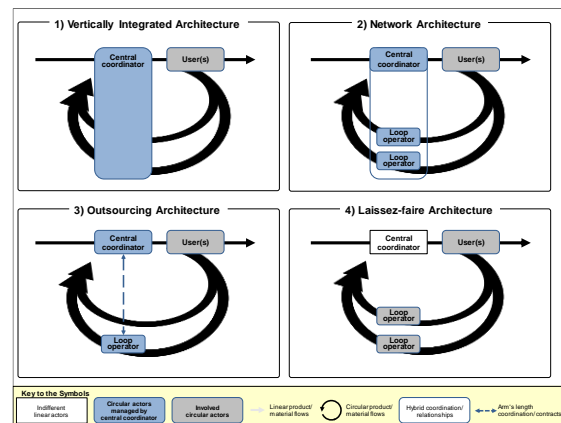 1) Vertically Integrated Architecture
Central
coordinator
User(s)
2) Network Architecture
Central
coordinator
User(s)
Loop
operator
Loop
operator
3) Outsourcing Architecture
Central
coordinator
User(s)
Loop
operator
4) Laissez-faire Architecture
Central
coordinator
User(s)
Loop
operator
Loop
operator
Key to the Symbols
Indifferent
linear actors
Circular actors
managed by
central coordinator
Involved
circular actors
Linear product/
material flows
Circular product/
material flows
Hybrid coordination/
relationships
Arm's length
coordination/contracts